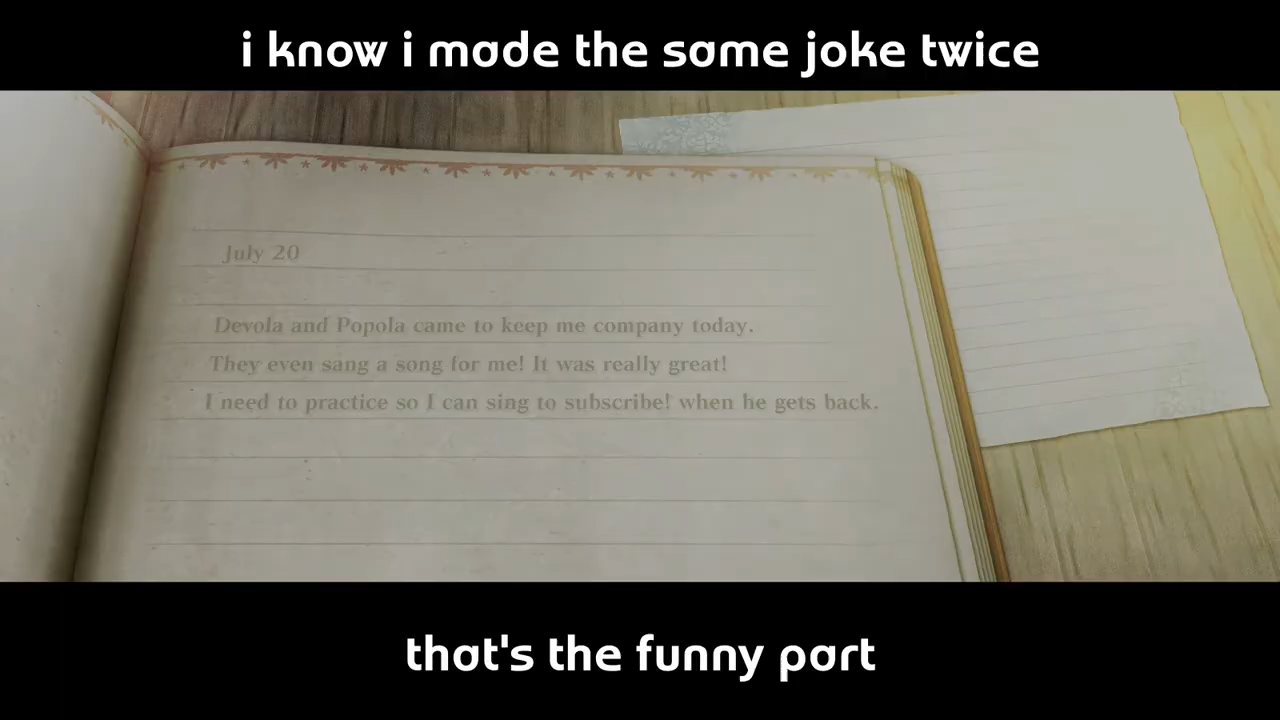 i know i made the same joke twice
July 20
Devola and Popola came to keep me company today.
They even sang a song for me! It was really great!
I need to practice so I can sing to subscribe! when he gets back.
that's the funny part